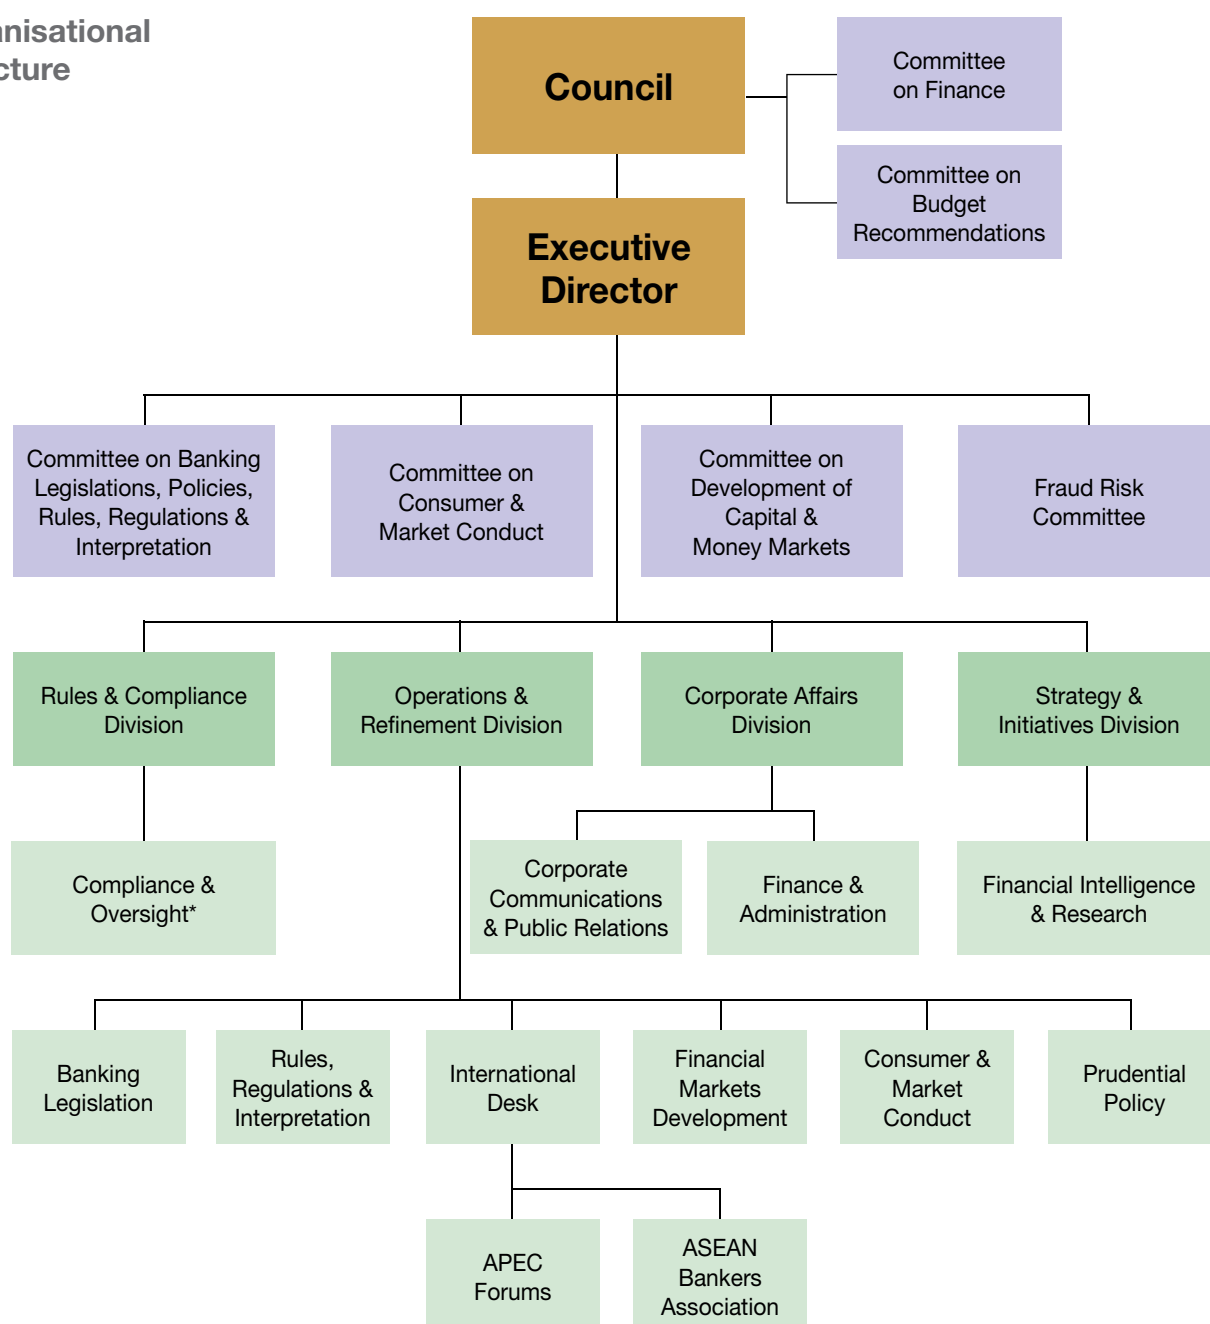 anisational
cture
Council
Committee
on Finance
Committee on
Budget
Recommendations
Executive
Director
Committee on Banking
Legislations, Policies,
Rules, Regulations &
Interpretation
Committee on
Consumer &
Market Conduct
Committee on
Development of
Capital &
Money Markets
Fraud Risk
Committee
Rules & Compliance
Division
Operations &
Refinement Division
Corporate Affairs
Division
Strategy &
Initiatives Division
Compliance &
Oversight*
Corporate
Communications
& Public Relations
Finance &
Administration
Financial Intelligence
& Research
Banking
Legislation
Rules,
Regulations &
Interpretation
International
Desk
Financial
Markets
Development
Consumer &
Market
Conduct
Prudential
Policy
APEC
Forums
ASEAN
Bankers
Association